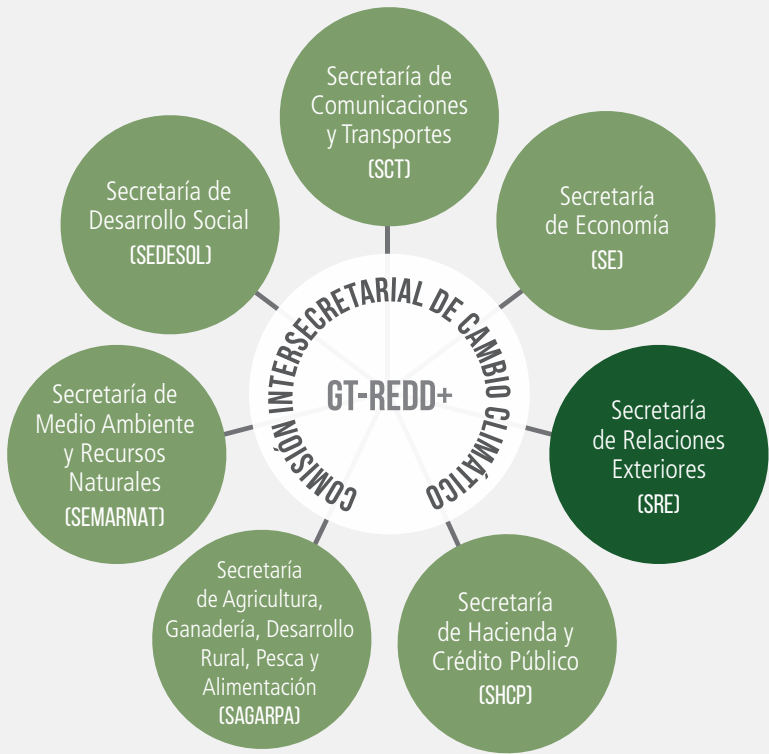 Secretaría de
Comunicaciones
y Transportes
(SCT)
Secretaría
de Economía
(SE)
Secretaría
de Relaciones
Exteriores
(SRE)
Secretaría
de Hacienda y
Crédito Público
(SHCP)
Secretaría
de Agricultura,
Ganadería, Desarrollo
Rural, Pesca y
Alimentación
(SAGARPA)
Secretaría de
Medio Ambiente
y Recursos
Naturales
(SEMARNAT)
Secretaría de
Desarrollo Social
(SEDESOL)
COMISIÓN INTERSECRETARIAL DE CAMBIO CLIMÁTICO
GT-REDD+